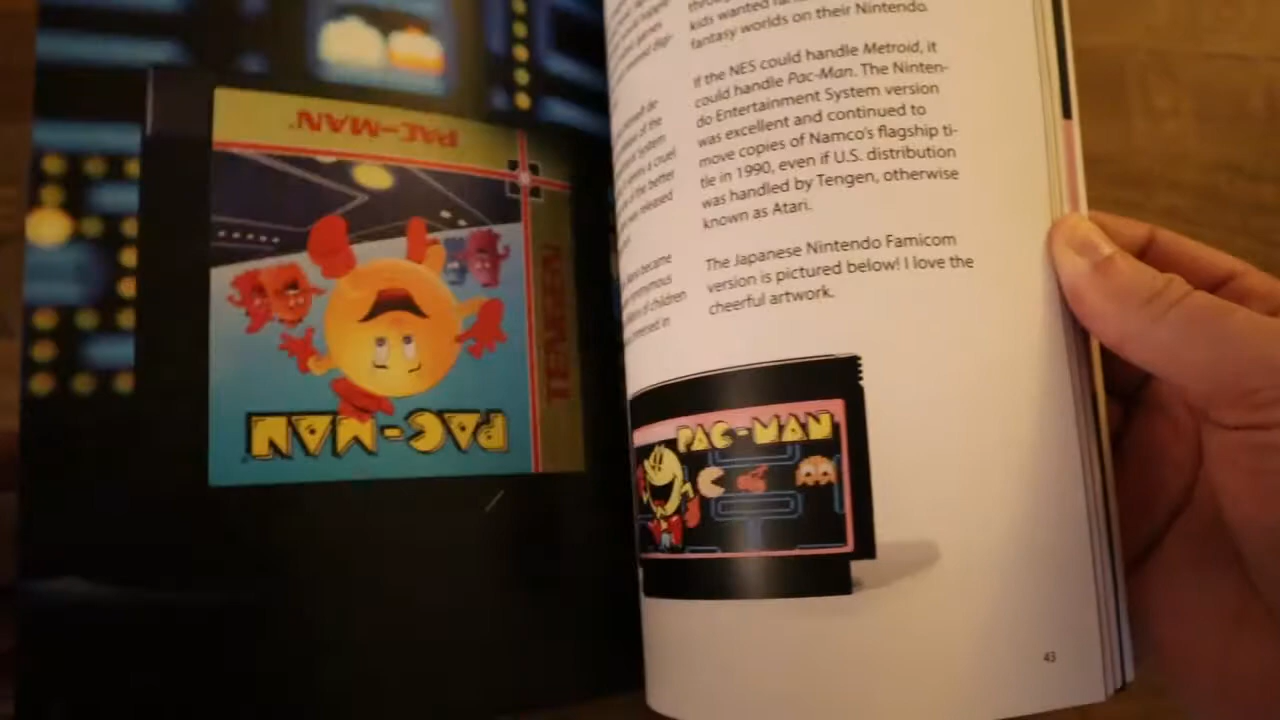 PAC-MAN
TENGEN
PAC-MAN
kids wanted
fantasy worlds on their Nintendo
If the NES could handle Metroid, it
could handle Pac-Man. The Ninten-
do Entertainment System version
was excellent and continued to
move copies of Namco's flagship ti-
tle in 1990, even if U.S. distribution
was handled by Tengen, otherwise
known as Atari.
The Japanese Nintendo Famicom
version is pictured below! I love the
cheerful artwork.
PAC-MAN
43